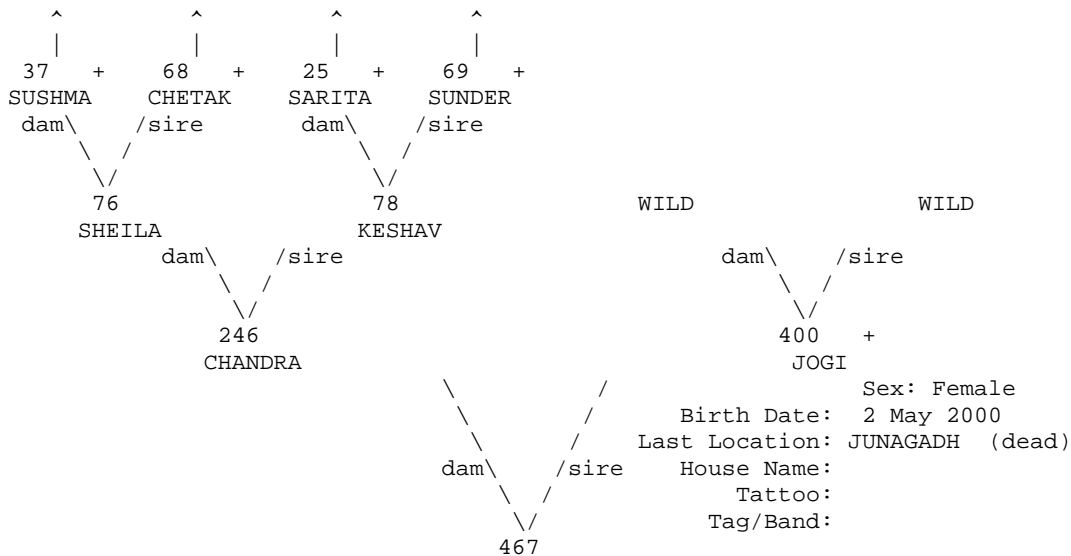 ^ ^ ^ ^
| | | |
37 + 68 + 25 + 69 +
SUSHMA CHETAK SARITA SUNDER
dam\ /sire dam\ /sire
\ / \ /
\/ \/
76 78 WILD WILD
SHEILA KESHAV
dam\ /sire dam\ /sire
\ / \ /
\/ \/
246 400 +
CHANDRA JOGI
\ / Sex: Female
\ / Birth Date: 2 May 2000
\ / Last Location: JUNAGADH (dead)
dam\ /sire House Name:
\ / Tattoo:
\/ Tag/Band:
467